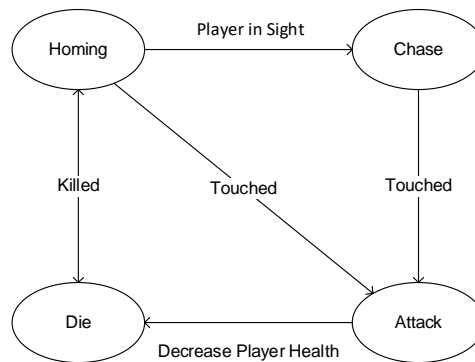 Player in Sight
Homing
Chase
Killed
Touched
Touched
Die
Attack
Decrease Player Health